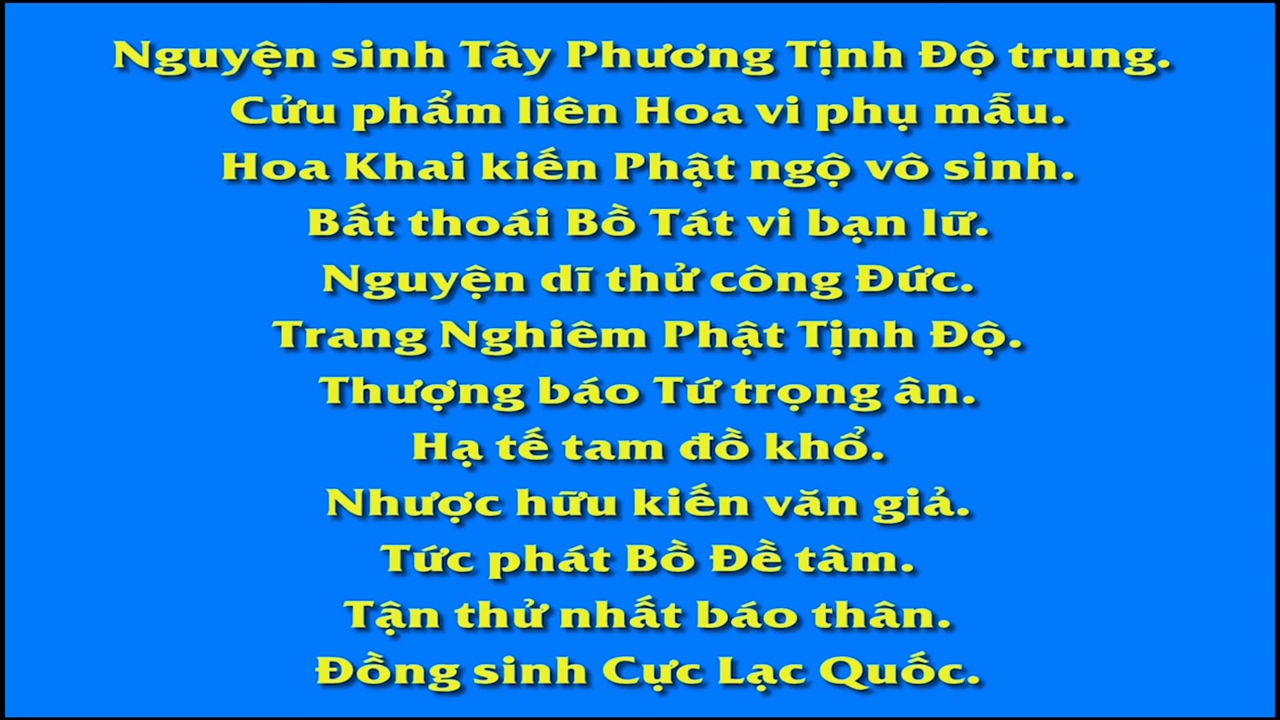 Nguyện sinh Tây Phương Tịnh Độ trung.
Cửu phẩm liên Hoa vi phụ mẫu.
Hoa Khai kiến Phật ngộ vô sinh.
Bất thoái Bồ Tát vi bạn lữ.
Nguyện dĩ thử công Đức.
Trang Nghiêm Phật Tịnh Độ.
Thượng báo Tứ trọng ân.
Hạ tế tam đồ khổ.
Nhược hữu kiến văn giả.
Tức phát Bồ Đề tâm.
Tận thử nhất báo thân.
Đồng sinh Cực Lạc Quốc.